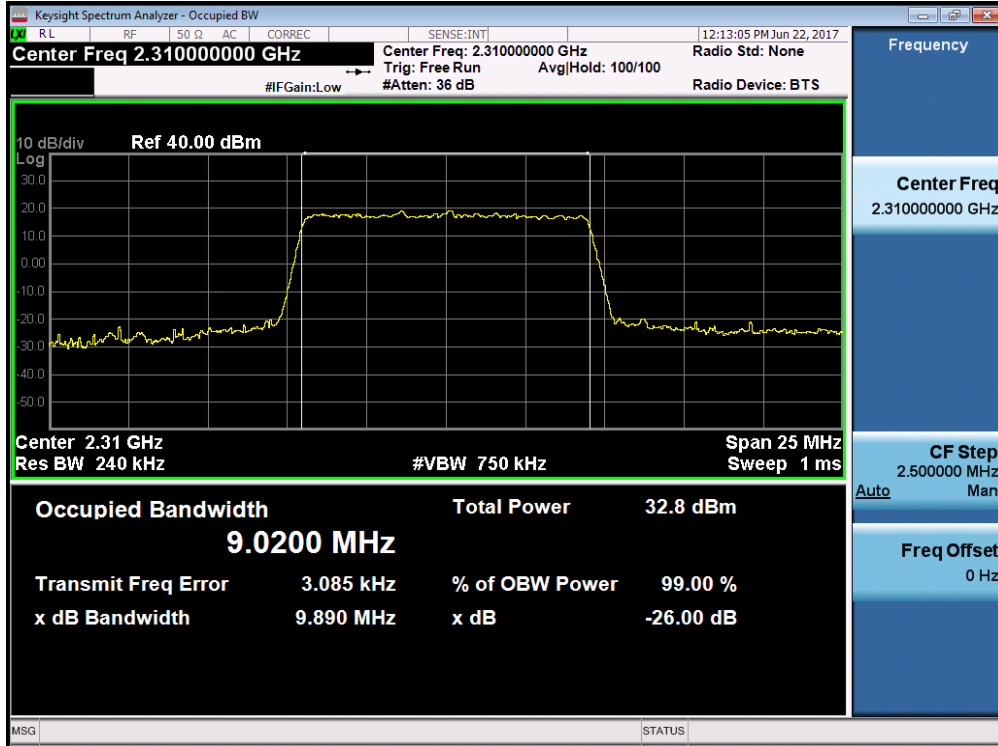 Keysight Spectrum Analyzer - Occupied BW
LXI RL RF 50 Ω AC CORREC SENSE:INT 12:13:05 PM Jun 22, 2017
Center Freq 2.310000000 GHz
Center Freq: 2.310000000 GHz Radio Std: None
Trig: Free Run Avg|Hold: 100/100
#IFGain:Low #Atten: 36 dB Radio Device: BTS
10 dB/div Ref 40.00 dBm
Log
30.0
20.0
10.0
0.00
-10.0
-20.0
-30.0
-40.0
-50.0
Center 2.31 GHz Span 25 MHz
Res BW 240 kHz #VBW 750 kHz Sweep 1 ms
Occupied Bandwidth Total Power 32.8 dBm
9.0200 MHz
Transmit Freq Error 3.085 kHz % of OBW Power 99.00 %
x dB Bandwidth 9.890 MHz x dB -26.00 dB
MSG STATUS
Frequency
Center Freq
2.310000000 GHz
CF Step
2.500000 MHz
Auto Man
Freq Offset
0 Hz